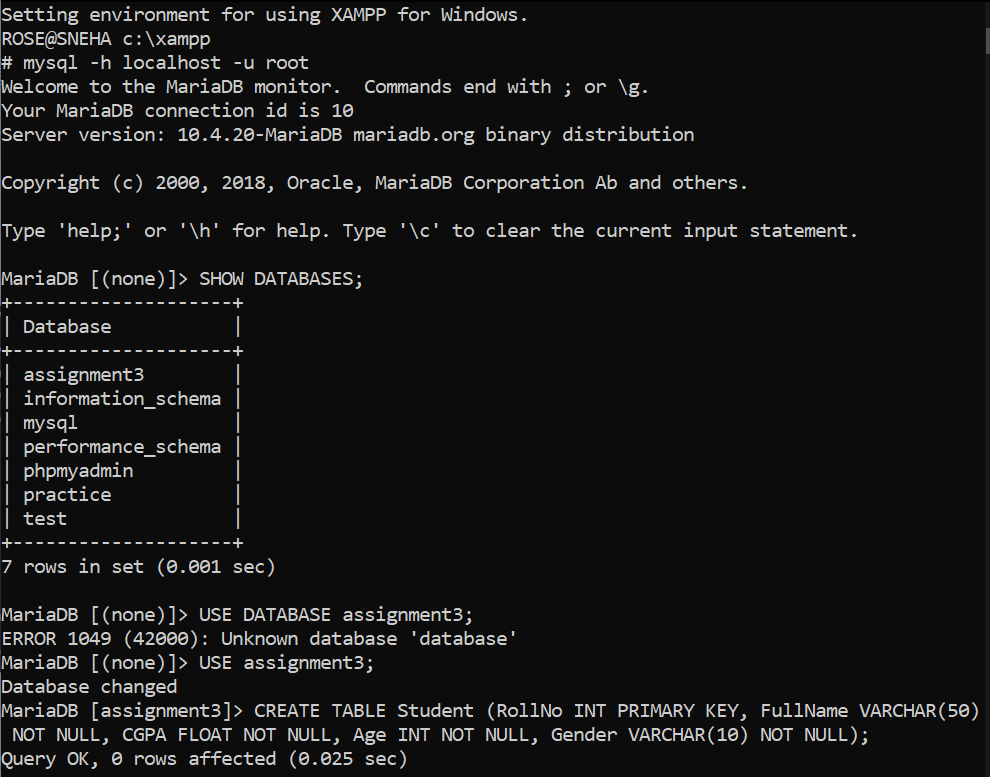 Setting environment for using XAMPP for Windows.
ROSE@SNEHA c:\xampp
# mysql -h localhost -u root
Welcome to the MariaDB monitor.  Commands end with ; or \g.
Your MariaDB connection id is 10
Server version: 10.4.20-MariaDB mariadb.org binary distribution

Copyright (c) 2000, 2018, Oracle, MariaDB Corporation Ab and others.

Type 'help;' or '\h' for help. Type '\c' to clear the current input statement.

MariaDB [(none)]> SHOW DATABASES;
+--------------------+
| Database           |
+--------------------+
| assignment3        |
| information_schema |
| mysql              |
| performance_schema |
| phpmyadmin         |
| practice           |
| test               |
+--------------------+
7 rows in set (0.001 sec)

MariaDB [(none)]> USE DATABASE assignment3;
ERROR 1049 (42000): Unknown database 'database'
MariaDB [(none)]> USE assignment3;
Database changed
MariaDB [assignment3]> CREATE TABLE Student (RollNo INT PRIMARY KEY, FullName VARCHAR(50)
 NOT NULL, CGPA FLOAT NOT NULL, Age INT NOT NULL, Gender VARCHAR(10) NOT NULL);
Query OK, 0 rows affected (0.025 sec)